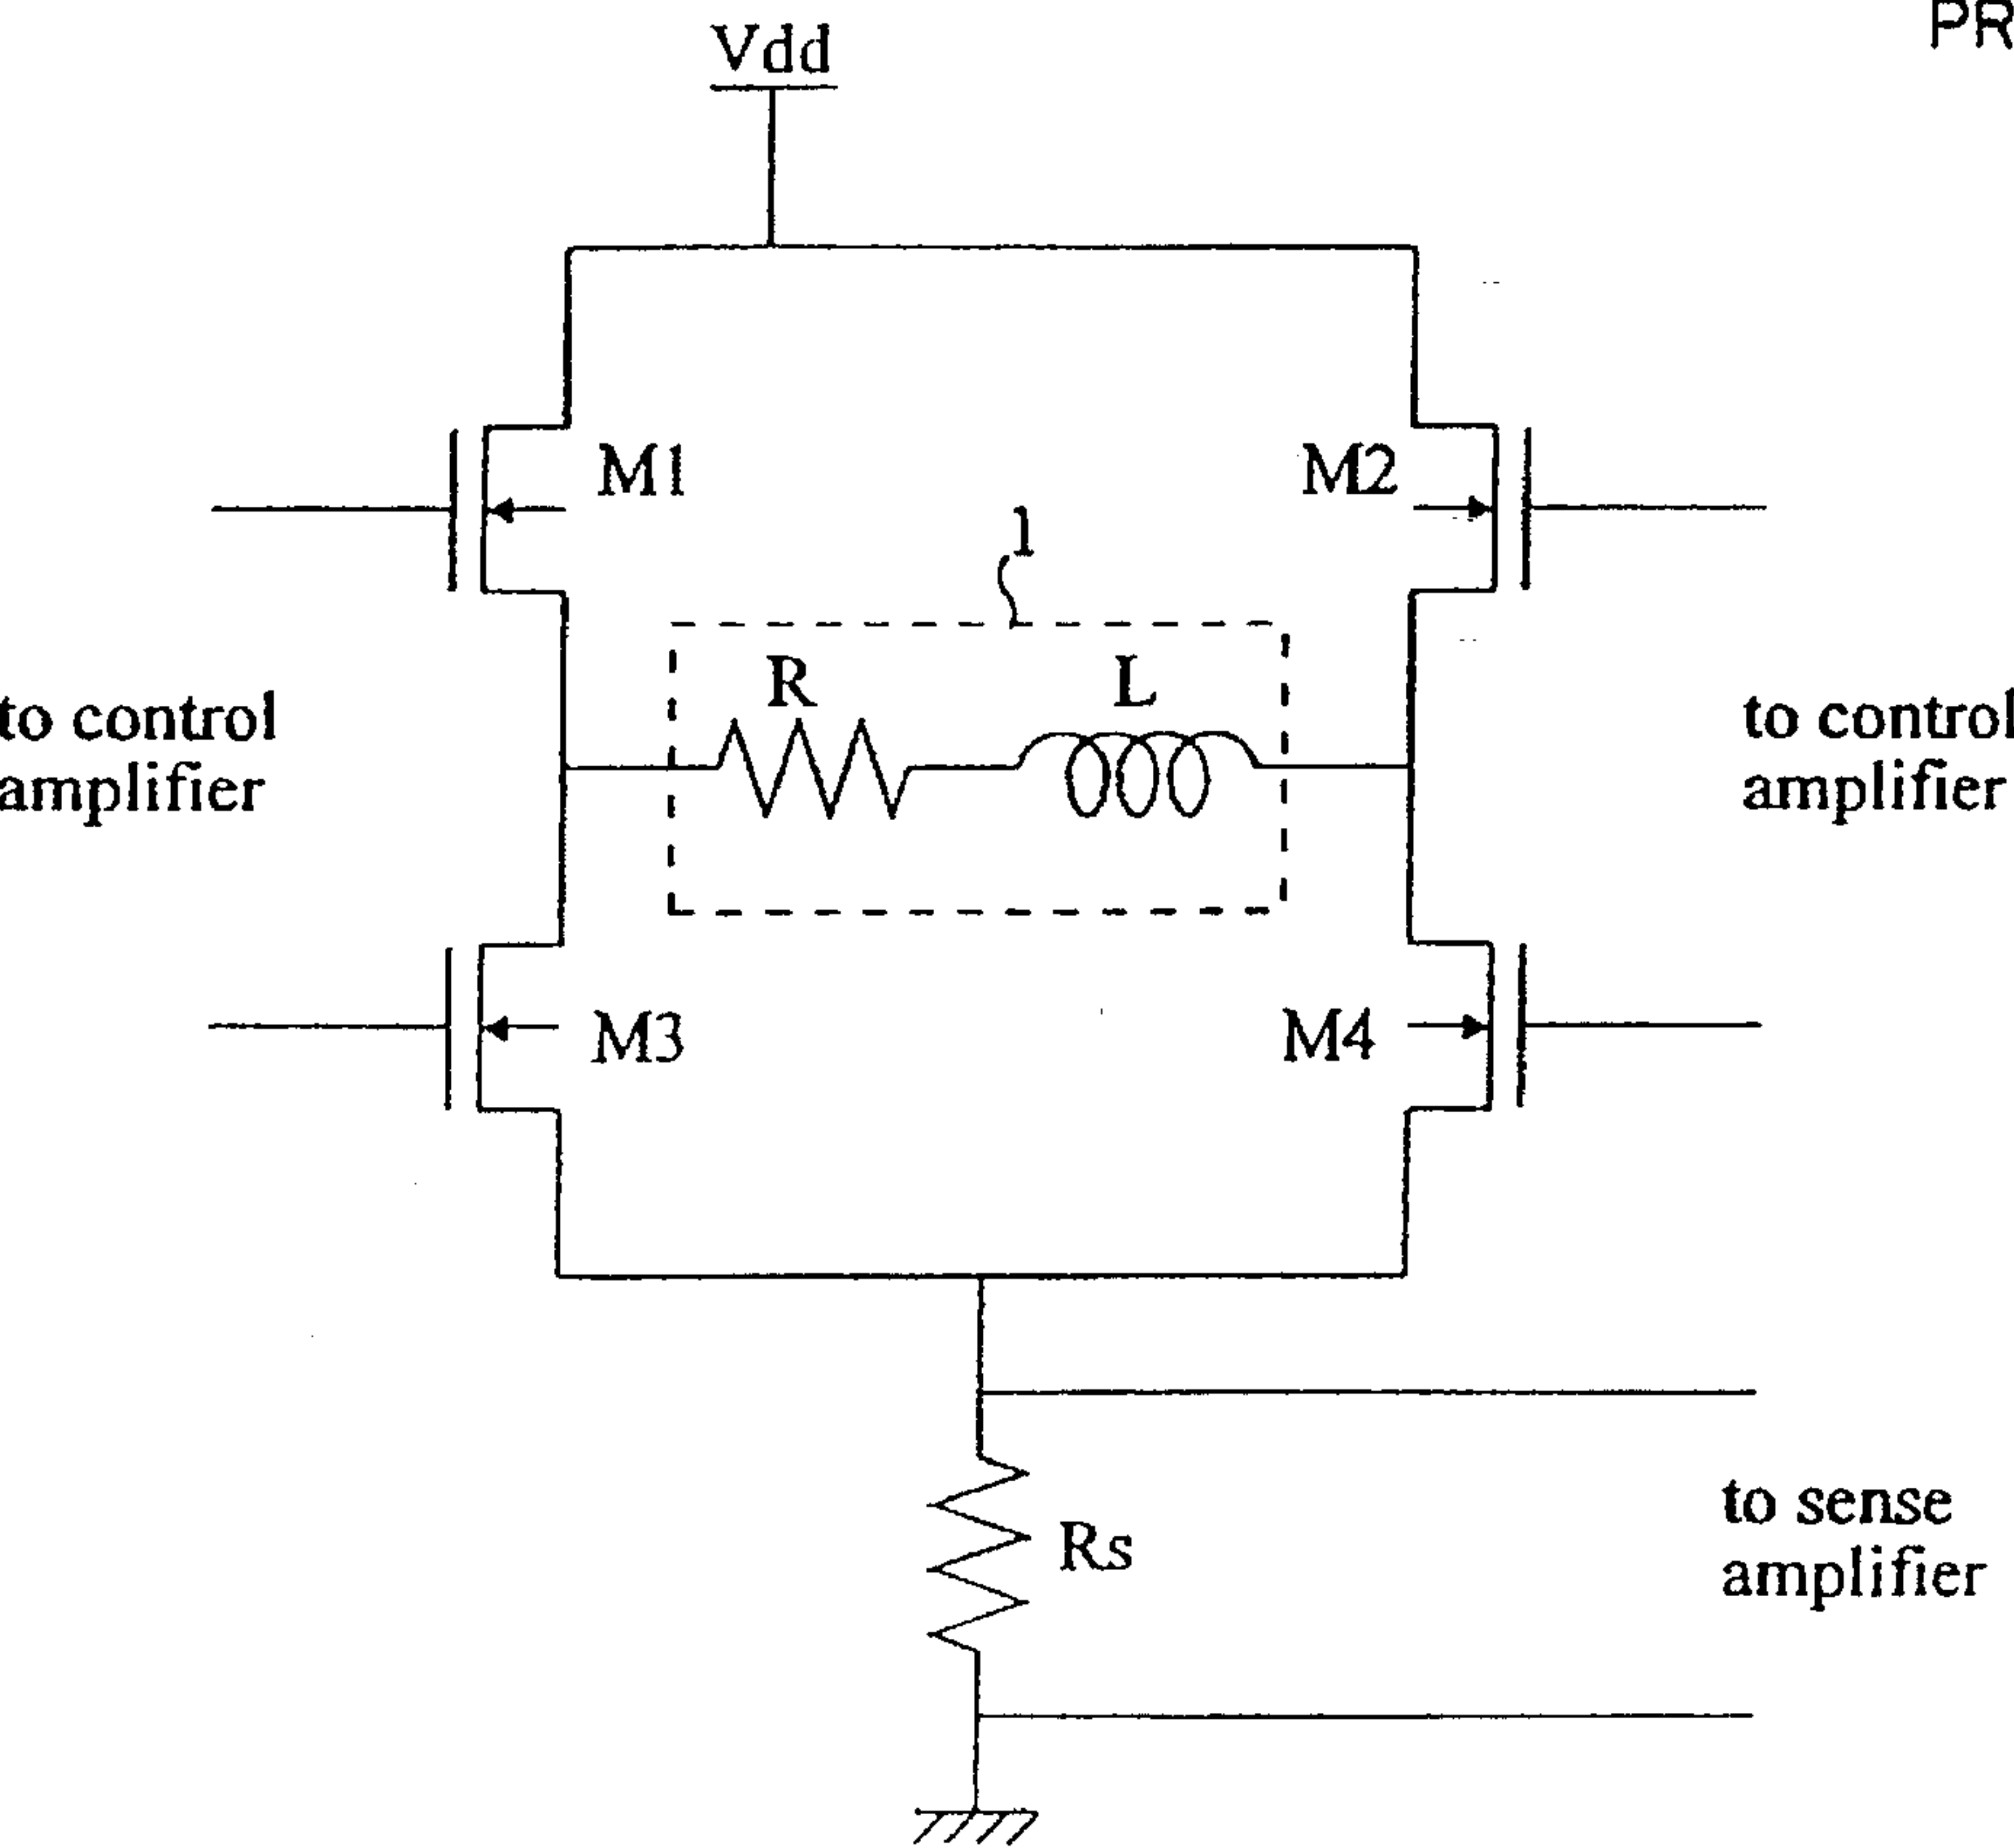 PR
Vdd
M1
M2
1
R
L
to control
amplifier
to control
amplifier
M3
M4
Rs
to sense
amplifier